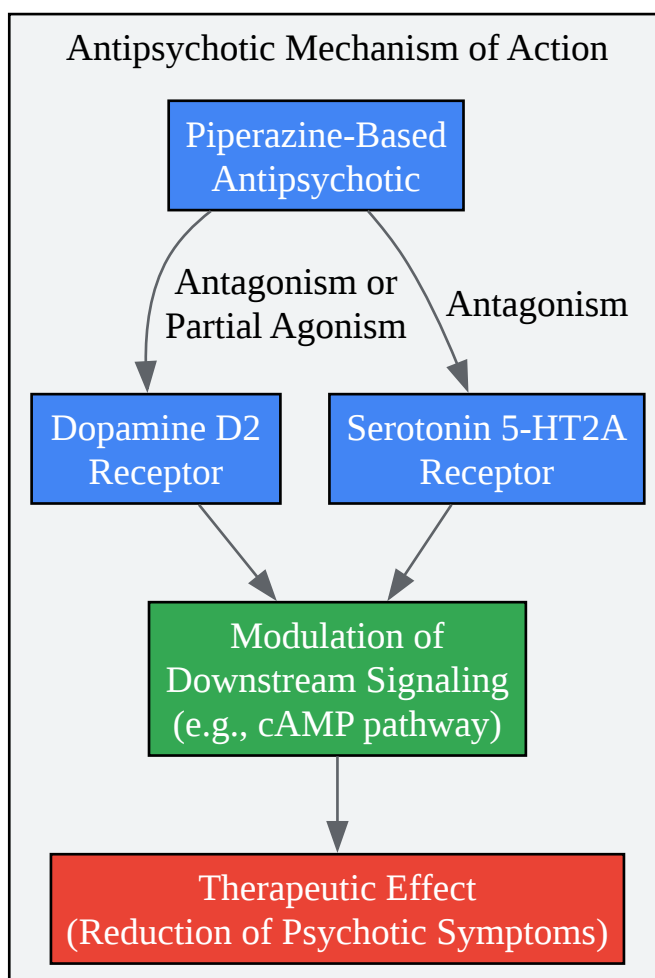 Antipsychotic Mechanism of Action
Piperazine-Based
Antipsychotic
Antagonism or
Partial Agonism
Antagonism
Dopamine D2
Receptor
Serotonin 5-HT2A
Receptor
Modulation of
Downstream Signaling
(e.g., cAMP pathway)
Therapeutic Effect
(Reduction of Psychotic Symptoms)